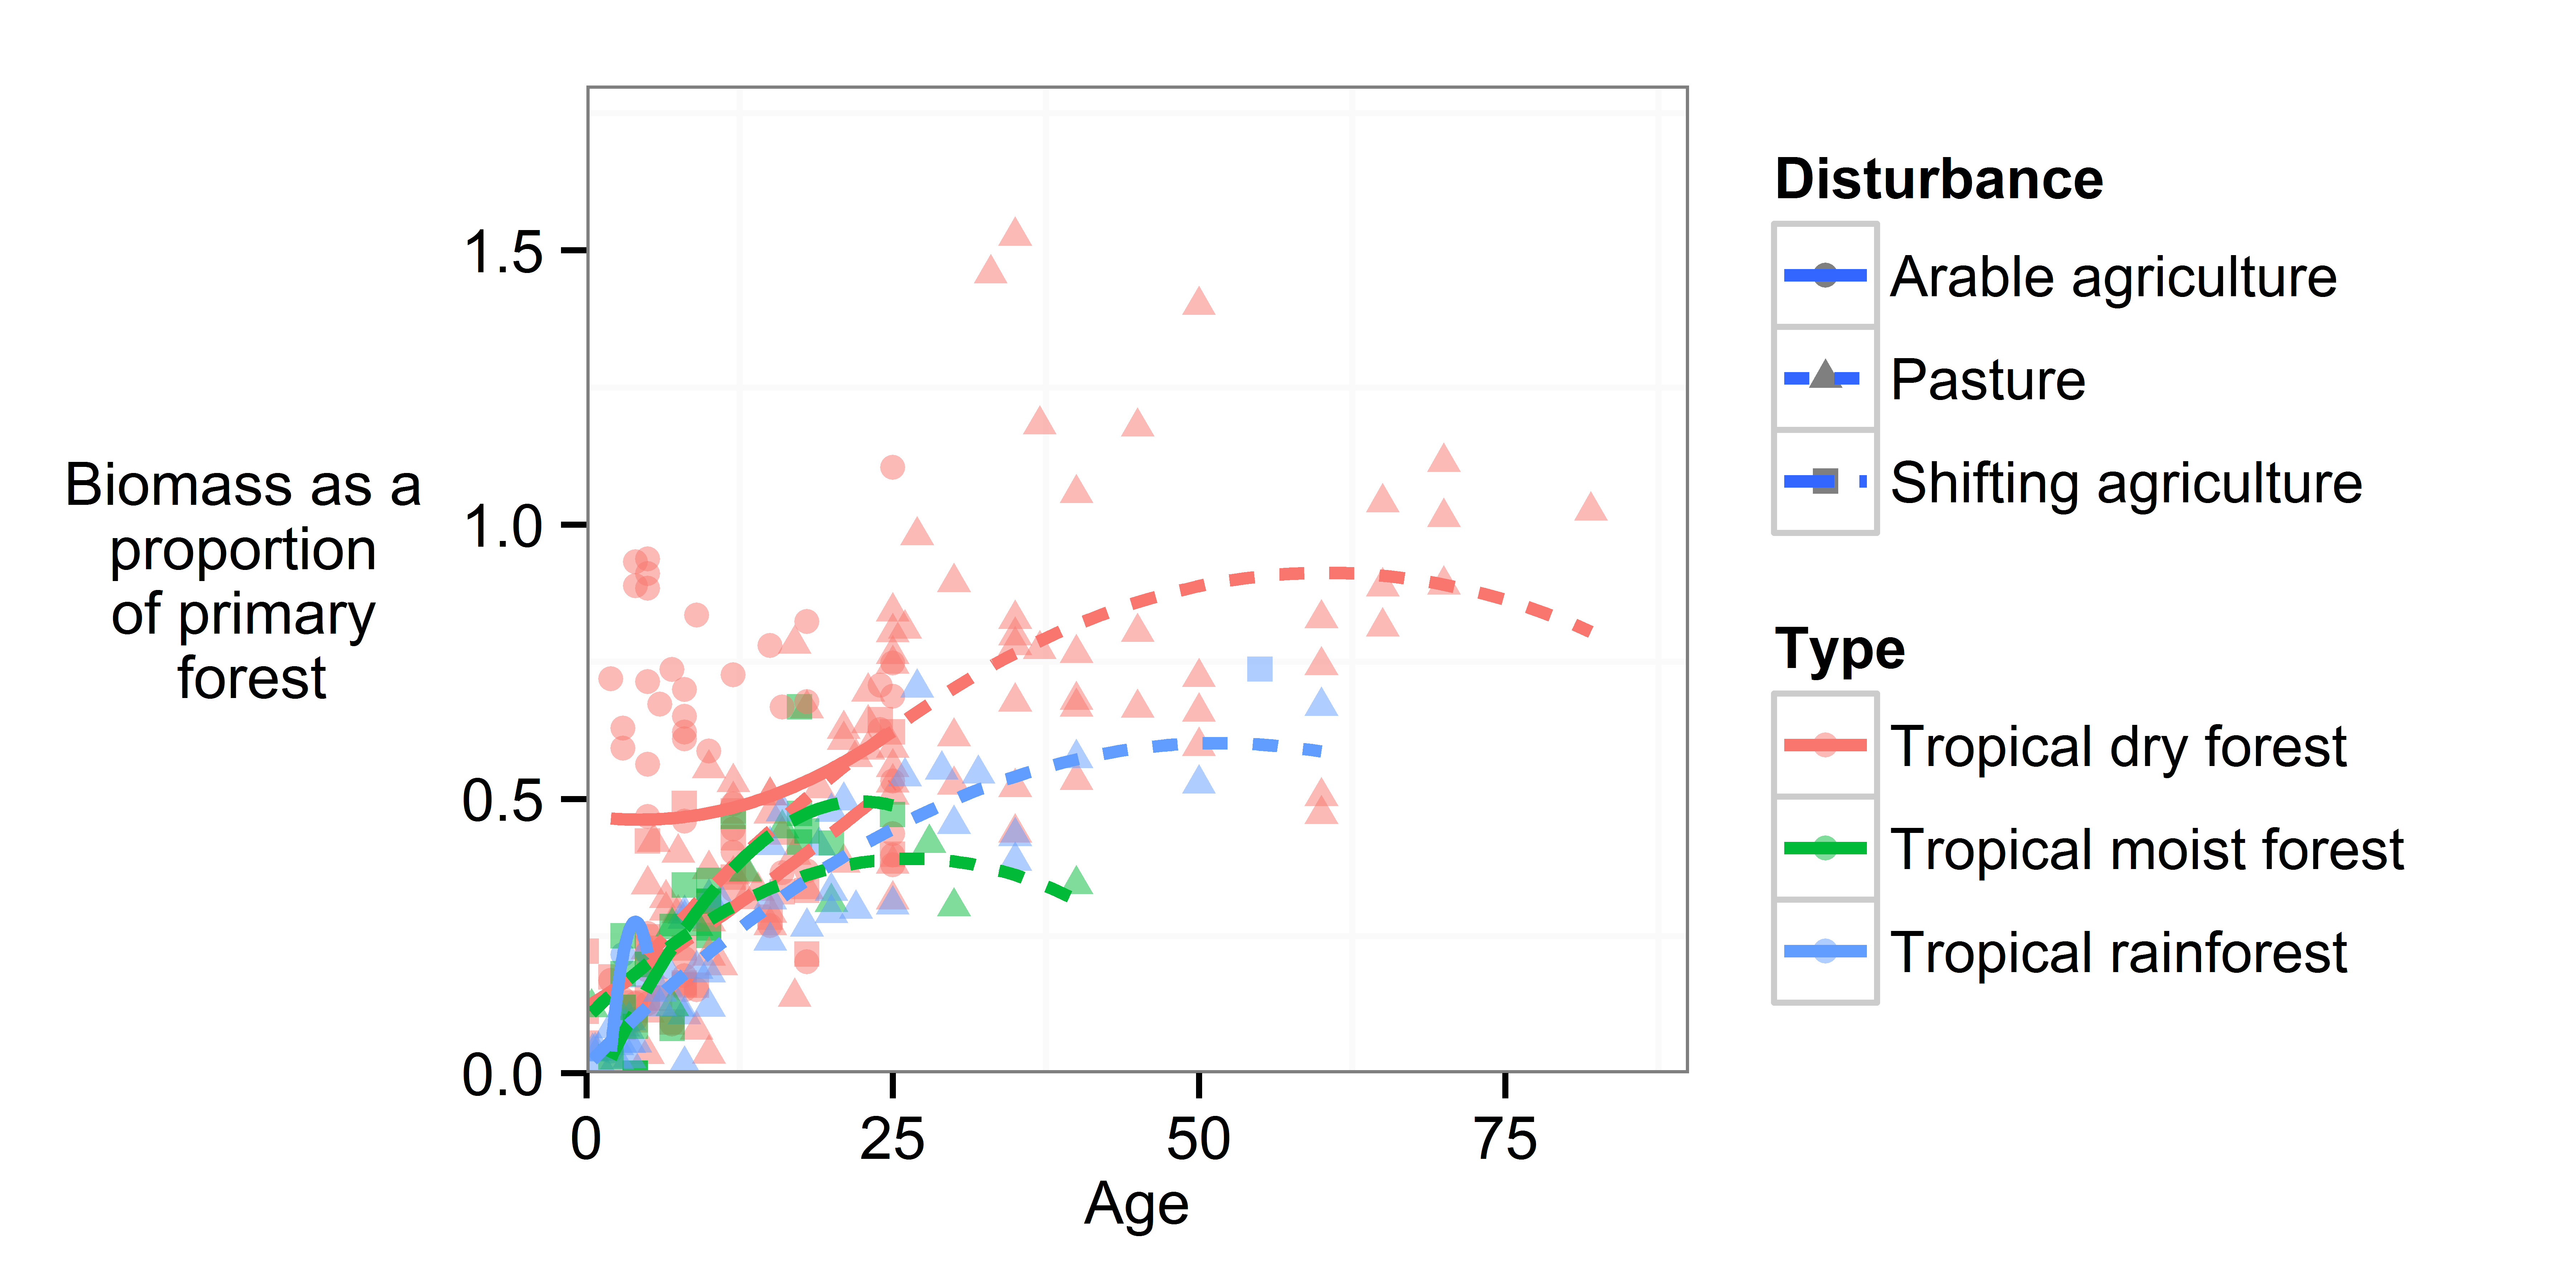 Biomass as a
proportion
of primary
forest
1.5
1.0
0.5
0.0
0
25
50
75
Age
Disturbance
Arable agriculture
Pasture
Shifting agriculture
Type
Tropical dry forest
Tropical moist forest
Tropical rainforest